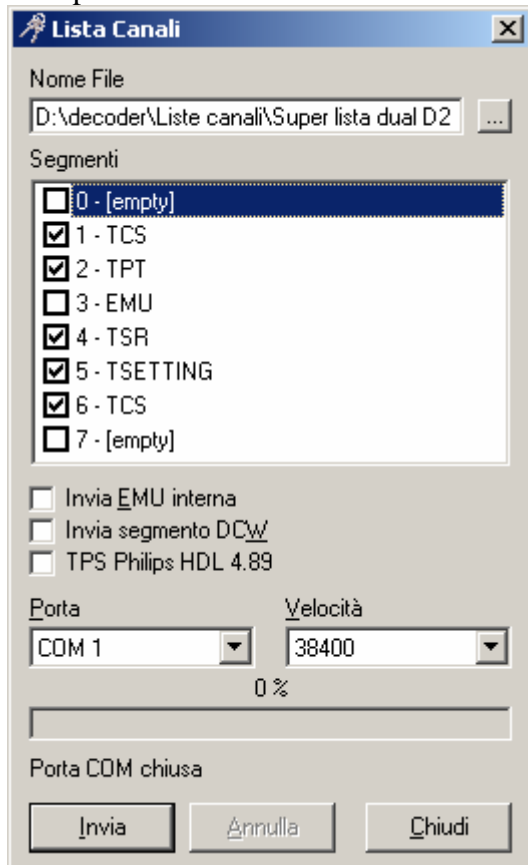 Lista Canali
Nome File
D:\decoder\Liste canali\Super lista dual D2 ...
Segmenti
0 - [empty]
1 - TCS
2 - TPT
3 - EMU
4 - TSR
5 - TSETTING
6 - TCS
7 - [empty]
Invia EMU interna
Invia segmento DCW
TPS Philips HDL 4.89
Porta Velocità
COM 1 38400
0 %
Porta COM chiusa
Invia Annulla Chiudi